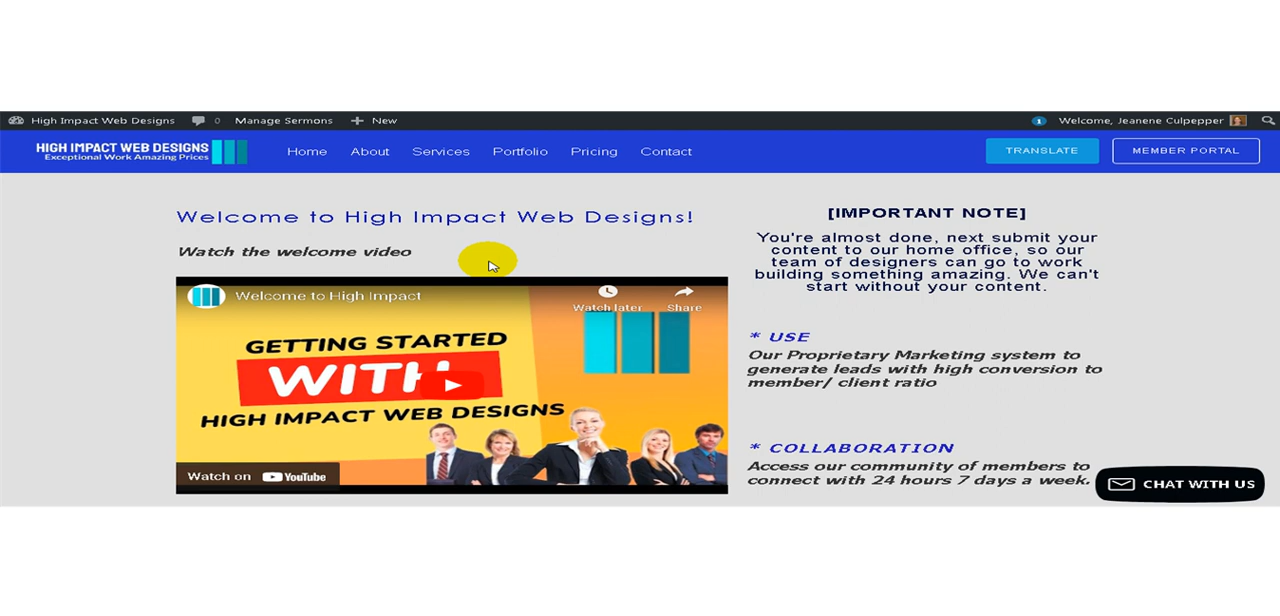 High Impact Web Designs 0 Manage Sermons New 1 Welcome, Jeanene Culpepper
HIGH IMPACT WEB DESIGNS
Exceptional Work Amazing Prices
Home About Services Portfolio Pricing Contact TRANSLATE MEMBER PORTAL
Welcome to High Impact Web Designs!
Watch the welcome video
Welcome to High Impact
Watch later Share
GETTING STARTED
WITH
HIGH IMPACT WEB DESIGNS
Watch on YouTube
[IMPORTANT NOTE]
You're almost done, next submit your
content to our home office, so our
team of designers can go to work
building something amazing. We can't
start without your content.
* USE
Our Proprietary Marketing system to
generate leads with high conversion to
member/ client ratio
* COLLABORATION
Access our community of members to
connect with 24 hours 7 days a week.
CHAT WITH US